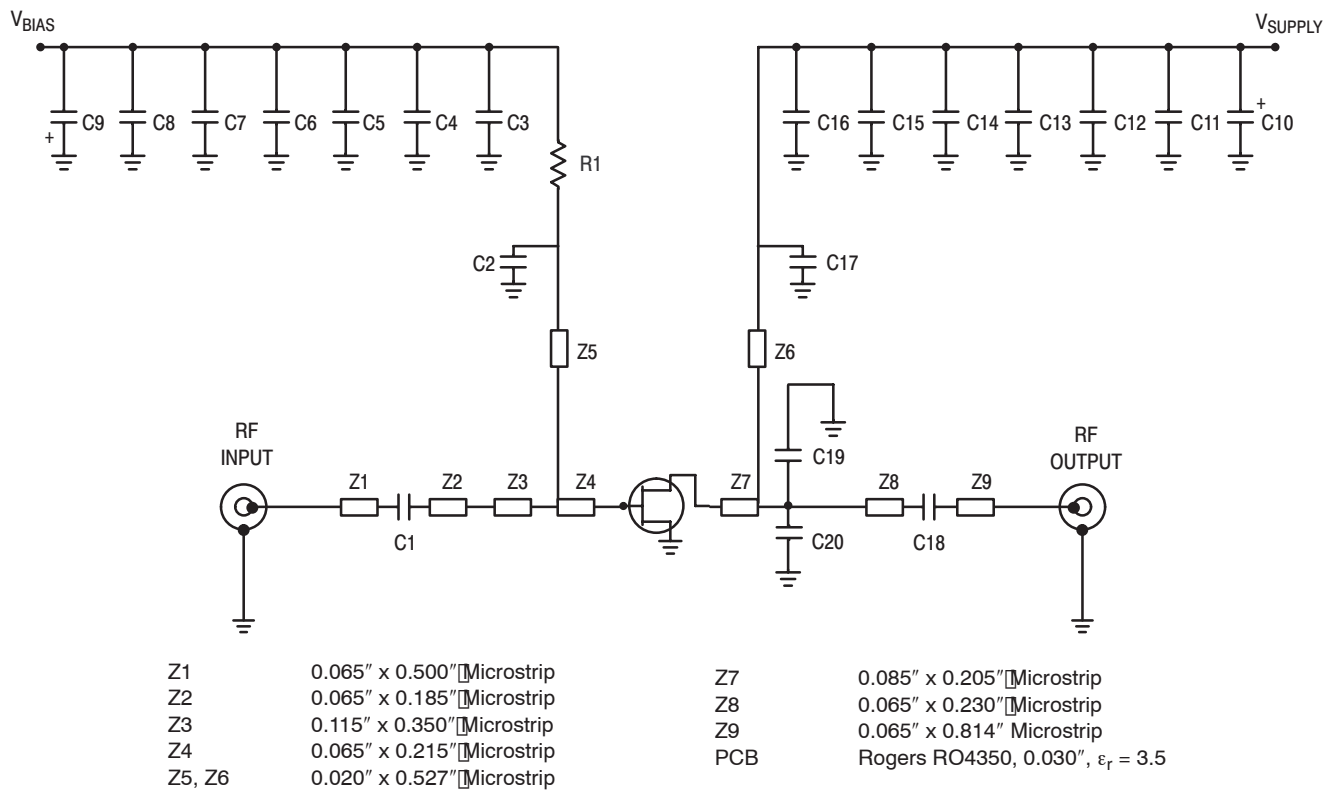 V_BIAS
V_SUPPLY
C9 C8 C7 C6 C5 C4 C3
+
C16 C15 C14 C13 C12 C11 C10
+
R1
C2
C17
Z5
Z6
RF
INPUT
RF
OUTPUT
C19
Z1 Z2 Z3 Z4 Z7 Z8 Z9
C1
C20
C18
Z1 0.065″ x 0.500″ Microstrip
Z2 0.065″ x 0.185″ Microstrip
Z3 0.115″ x 0.350″ Microstrip
Z4 0.065″ x 0.215″ Microstrip
Z5, Z6 0.020″ x 0.527″ Microstrip
Z7 0.085″ x 0.205″ Microstrip
Z8 0.065″ x 0.230″ Microstrip
Z9 0.065″ x 0.814″ Microstrip
PCB Rogers RO4350, 0.030″, εr = 3.5